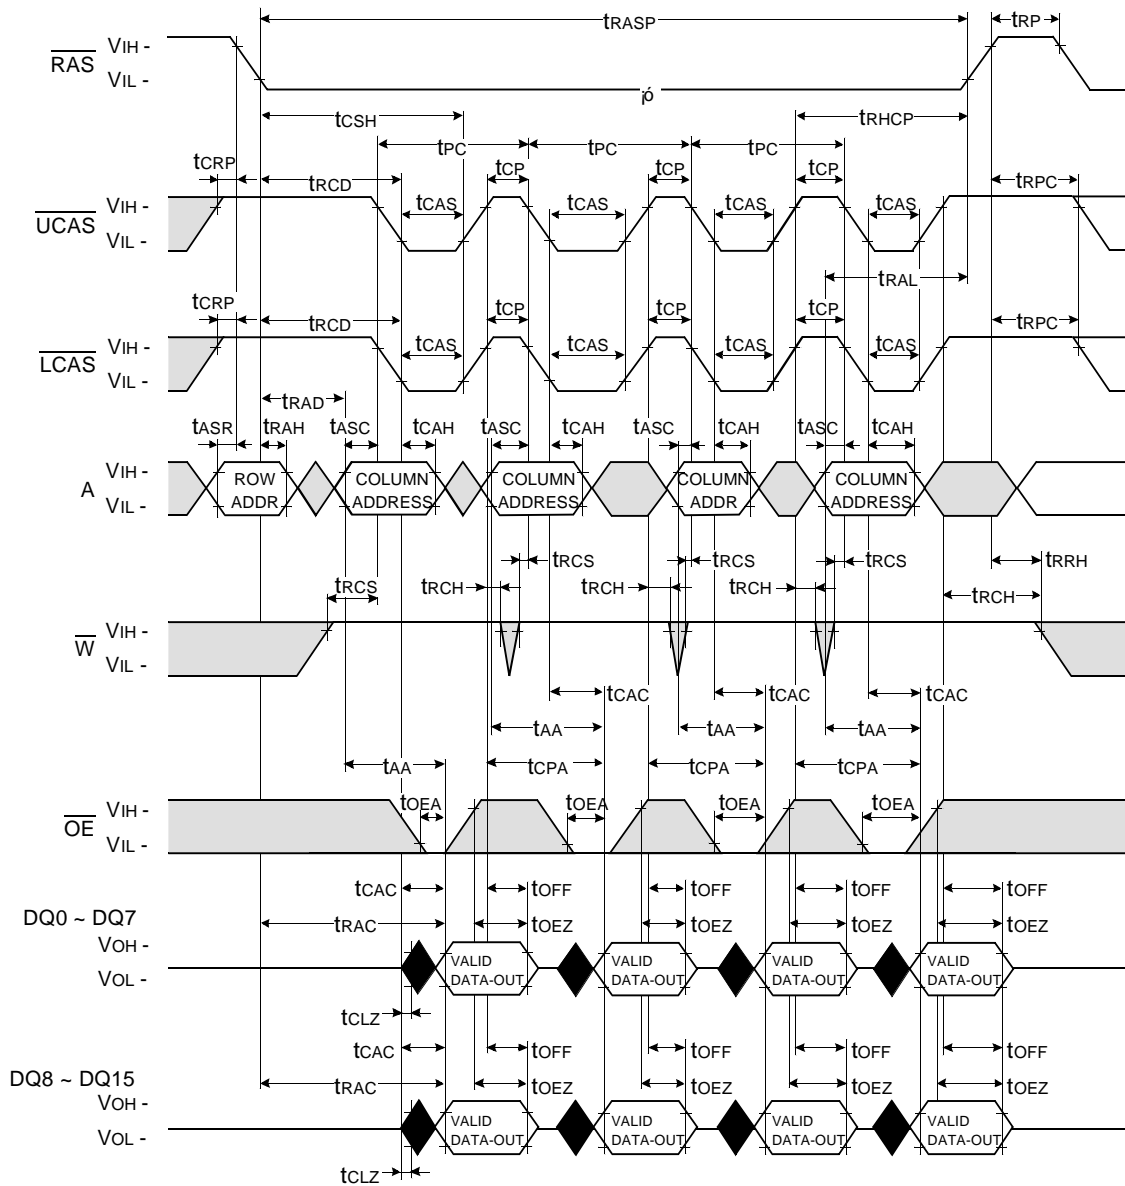 tRASP tRP
RAS VIH -
VIL -
¡ó
tCSH tRHCP
tPC tPC tPC
tCRP tRCD tCP tCP tCP tRPC
UCAS VIH -
VIL -
tCAS tCAS tCAS tCAS
tRAL
tCRP tRCD tCP tCP tCP tRPC
LCAS VIH -
VIL -
tCAS tCAS tCAS tCAS
tRAD
tASR tRAH tASC tCAH tASC tCAH tASC tCAH tASC tCAH
A VIH -
VIL -
ROW ADDR
COLUMN ADDRESS
COLUMN ADDRESS
COLUMN ADDR
COLUMN ADDRESS
tRCS tRCS tRCS tRRH
tRCS tRCH tRCH tRCH tRCH
W VIH -
VIL -
tCAC tCAC tCAC
tAA tAA tAA
tAA tCPA tCPA tCPA
OE VIH -
VIL -
tOEA tOEA tOEA tOEA
tCAC tOFF tOFF tOFF tOFF
DQ0 ~ DQ7
tRAC tOEZ tOEZ tOEZ tOEZ
VOH -
VOL -
VALID VALID VALID VALID
DATA-OUT DATA-OUT DATA-OUT DATA-OUT
tCLZ
tCAC tOFF tOFF tOFF tOFF
DQ8 ~ DQ15
tRAC tOEZ tOEZ tOEZ tOEZ
VOH -
VOL -
VALID VALID VALID VALID
DATA-OUT DATA-OUT DATA-OUT DATA-OUT
tCLZ